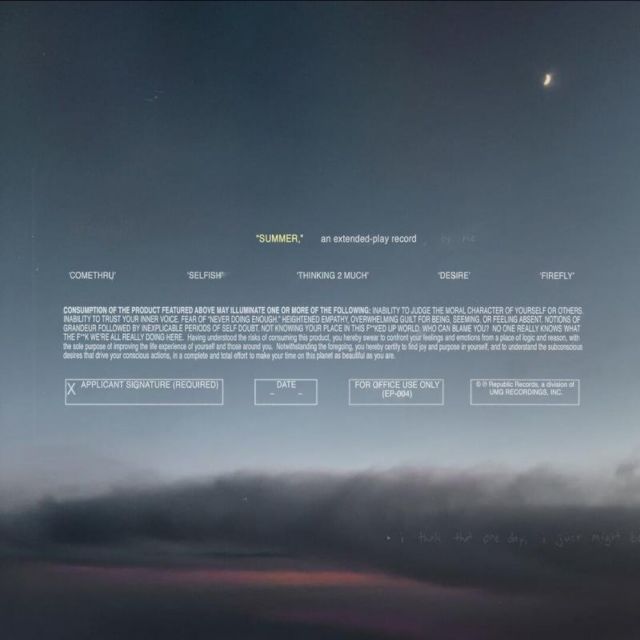 "SUMMER," an extended-play record by me
'COMETHRU' 'SELFISH' 'THINKING 2 MUCH' 'DESIRE' 'FIREFLY'
CONSUMPTION OF THE PRODUCT FEATURED ABOVE MAY ILLUMINATE ONE OR MORE OF THE FOLLOWING: INABILITY TO JUDGE THE MORAL CHARACTER OF YOURSELF OR OTHERS.
INABILITY TO TRUST YOUR INNER VOICE. FEAR OF "NEVER DOING ENOUGH." HEIGHTENED EMPATHY. OVERWHELMING GUILT FOR BEING, SEEMING, OR FEELING ABSENT. NOTIONS OF
GRANDEUR FOLLOWED BY INEXPLICABLE PERIODS OF SELF DOUBT. NOT KNOWING YOUR PLACE IN THIS F**KED UP WORLD. WHO CAN BLAME YOU? NO ONE REALLY KNOWS WHAT
THE F**K WE'RE ALL REALLY DOING HERE. Having understood the risks of consuming this product, you hereby swear to confront your feelings and emotions from a place of logic and reason, with
the sole purpose of improving the life experience of yourself and those around you. Notwithstanding the foregoing, you hereby certify to find joy and purpose in yourself, and to understand the subconscious
desires that drive your conscious actions, in a complete and total effort to make your time on this planet as beautiful as you are.
X APPLICANT SIGNATURE (REQUIRED) DATE FOR OFFICE USE ONLY © ℗ Republic Records, a division of
– – (EP-004) UMG RECORDINGS, INC.
i think that one day, i just might be